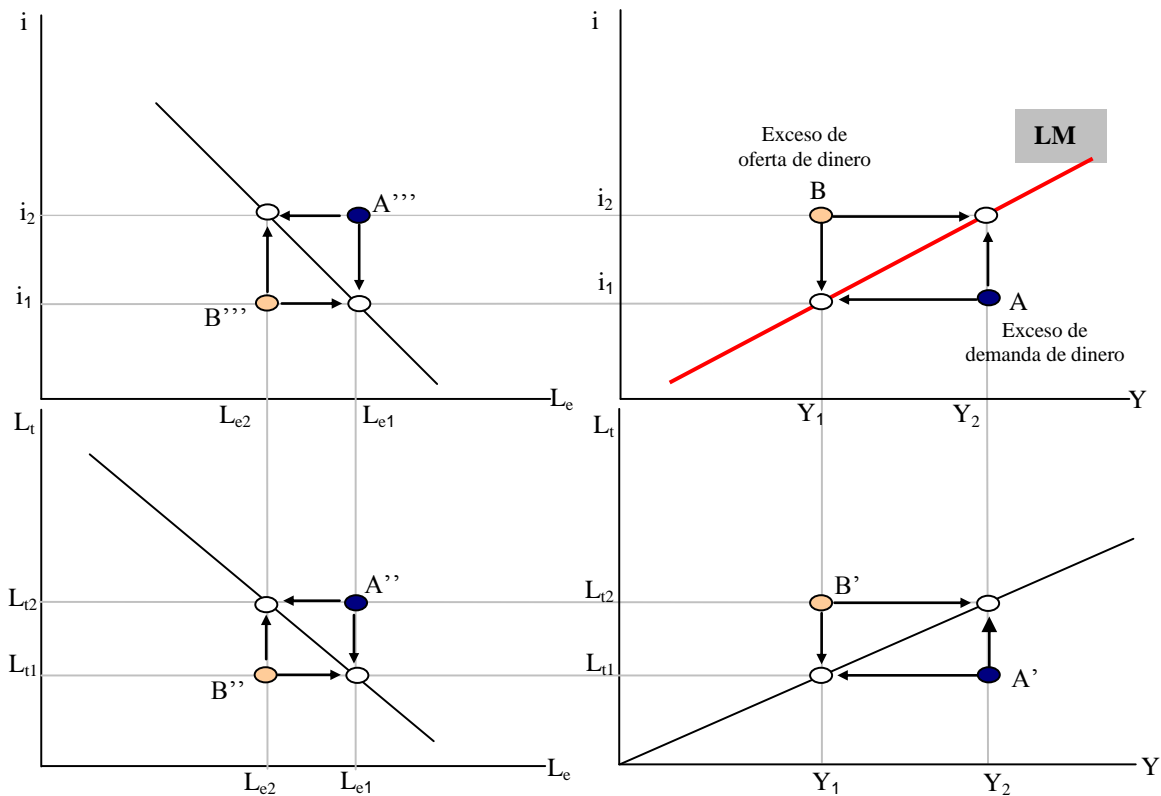 i
i₂
i₁
A’’’
B’’’
Lₑ₂
Lₑ₁
Lₑ
i
i₂
i₁
Exceso de
oferta de dinero
B
LM
A
Exceso de
demanda de dinero
Y₁
Y₂
Y
Lₜ
Lₜ₂
Lₜ₁
A’’
B’’
Lₑ₂
Lₑ₁
Lₑ
Lₜ
Lₜ₂
Lₜ₁
B’
A'
Y₁
Y₂
Y